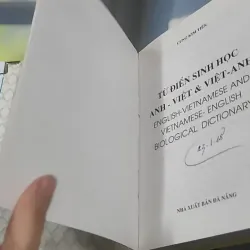 TỪ ĐIỂN SINH HỌC
ANH - VIỆT & VIỆT-ANH
ENGLISH-VIETNAMESE AND
VIETNAMESE- ENGLISH
BIOLOGICAL DICTIONARY
NHÀ XUẤT BẢN ĐÀ NẴNG